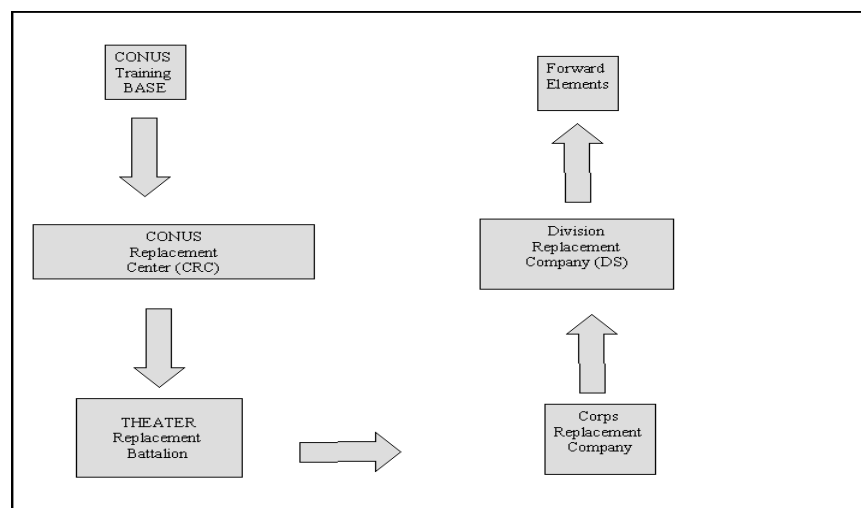 CONUS
Training
BASE
CONUS
Replacement
Center (CRC)
THEATER
Replacement
Battalion
Corps
Replacement
Company
Division
Replacement
Company (DS)
Forward
Elements